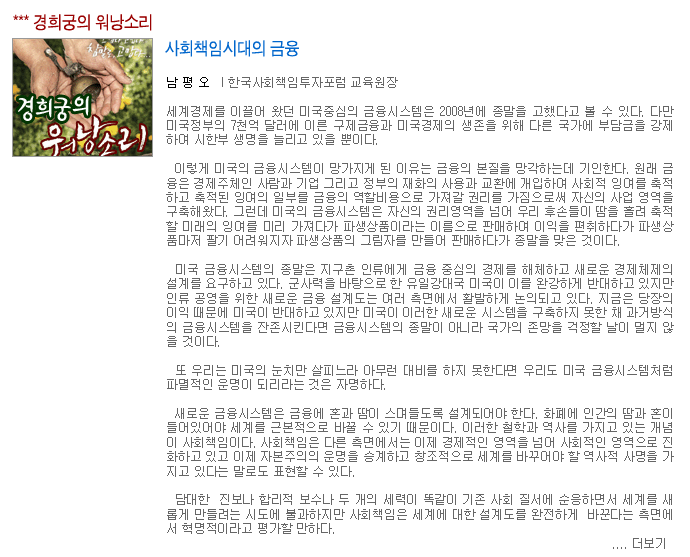 *** 경희궁의 워낭소리
경희궁의
워낭소리
사회책임시대의 금융
남 평 오 ㅣ한국사회책임투자포럼 교육원장
세계경제를 이끌어 왔던 미국중심의 금융시스템은 2008년에 종말을 고했다고 볼 수 있다. 다만
미국정부의 7천억 달러에 이른 구제금융과 미국경제의 생존을 위해 다른 국가에 부담금을 강제
하여 시한부 생명을 늘리고 있을 뿐이다.
이렇게 미국의 금융시스템이 망가지게 된 이유는 금융의 본질을 망각하는데 기인한다. 원래 금
융은 경제주체인 사람과 기업 그리고 정부의 재화의 사용과 교환에 개입하여 사회적 잉여를 축적
하고 축적된 잉여의 일부를 금융의 역할비용으로 가져갈 권리를 가짐으로써 자신의 사업 영역을
구축해왔다. 그런데 미국의 금융시스템은 자신의 권리영역을 넘어 우리 후손들이 땀을 흘려 축적
할 미래의 잉여를 미리 가져다가 파생상품이라는 이름으로 판매하여 이익을 편취하다가 파생상
품마저 팔기 어려워지자 파생상품의 그림자를 만들어 판매하다가 종말을 맞은 것이다.
미국 금융시스템의 종말은 지구촌 인류에게 금융 중심의 경제를 해체하고 새로운 경제체제의
설계를 요구하고 있다. 군사력을 바탕으로 한 유일강대국 미국이 이를 완강하게 반대하고 있지만
인류 공영을 위한 새로운 금융 설계도는 여러 측면에서 활발하게 논의되고 있다. 지금은 당장의
이익 때문에 미국이 반대하고 있지만 미국이 이러한 새로운 시스템을 구축하지 못한 채 과거방식
의 금융시스템을 잔존시킨다면 금융시스템의 종말이 아니라 국가의 존망을 걱정할 날이 멀지 않
을 것이다.
또 우리는 미국의 눈치만 살피느라 아무런 대비를 하지 못한다면 우리도 미국 금융시스템처럼
파멸적인 운명이 되리라는 것은 자명하다.
새로운 금융시스템은 금융에 혼과 땀이 스며들도록 설계되어야 한다. 화폐에 인간의 땀과 혼이
들어있어야 세계를 근본적으로 바꿀 수 있기 때문이다. 이러한 철학과 역사를 가지고 있는 개념
이 사회책임이다. 사회책임은 다른 측면에서는 이제 경제적인 영역을 넘어 사회적인 영역으로 진
화하고 있고 이제 자본주의의 운명을 승계하고 창조적으로 세계를 바꾸어야 할 역사적 사명을 가
지고 있다는 말로도 표현할 수 있다.
담대한 진보나 합리적 보수나 두 개의 세력이 똑같이 기존 사회 질서에 순응하면서 세계를 새
롭게 만들려는 시도에 불과하지만 사회책임은 세계에 대한 설계도를 완전하게 바꾼다는 측면에
서 혁명적이라고 평가할 만하다.
.... 더보기